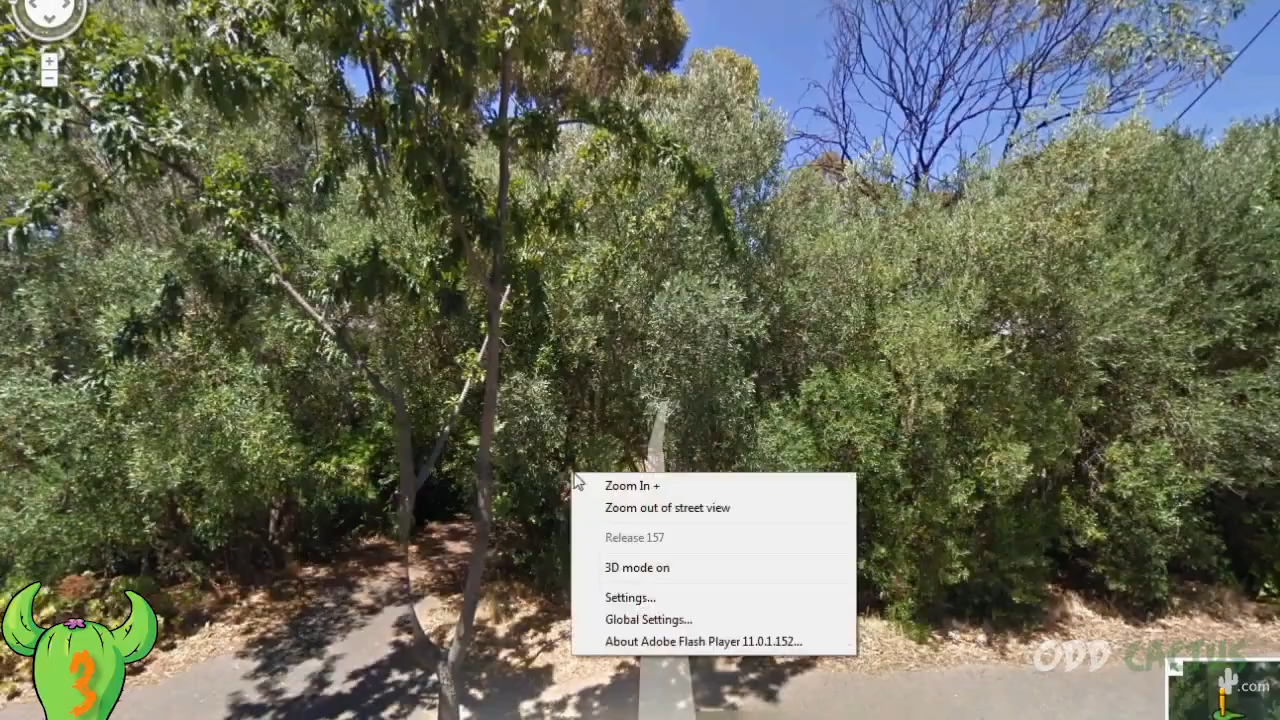 Zoom In +
Zoom out of street view
Release 157
3D mode on
Settings...
Global Settings...
About Adobe Flash Player 11.0.1.152...
ODD CACTUS
.com
3